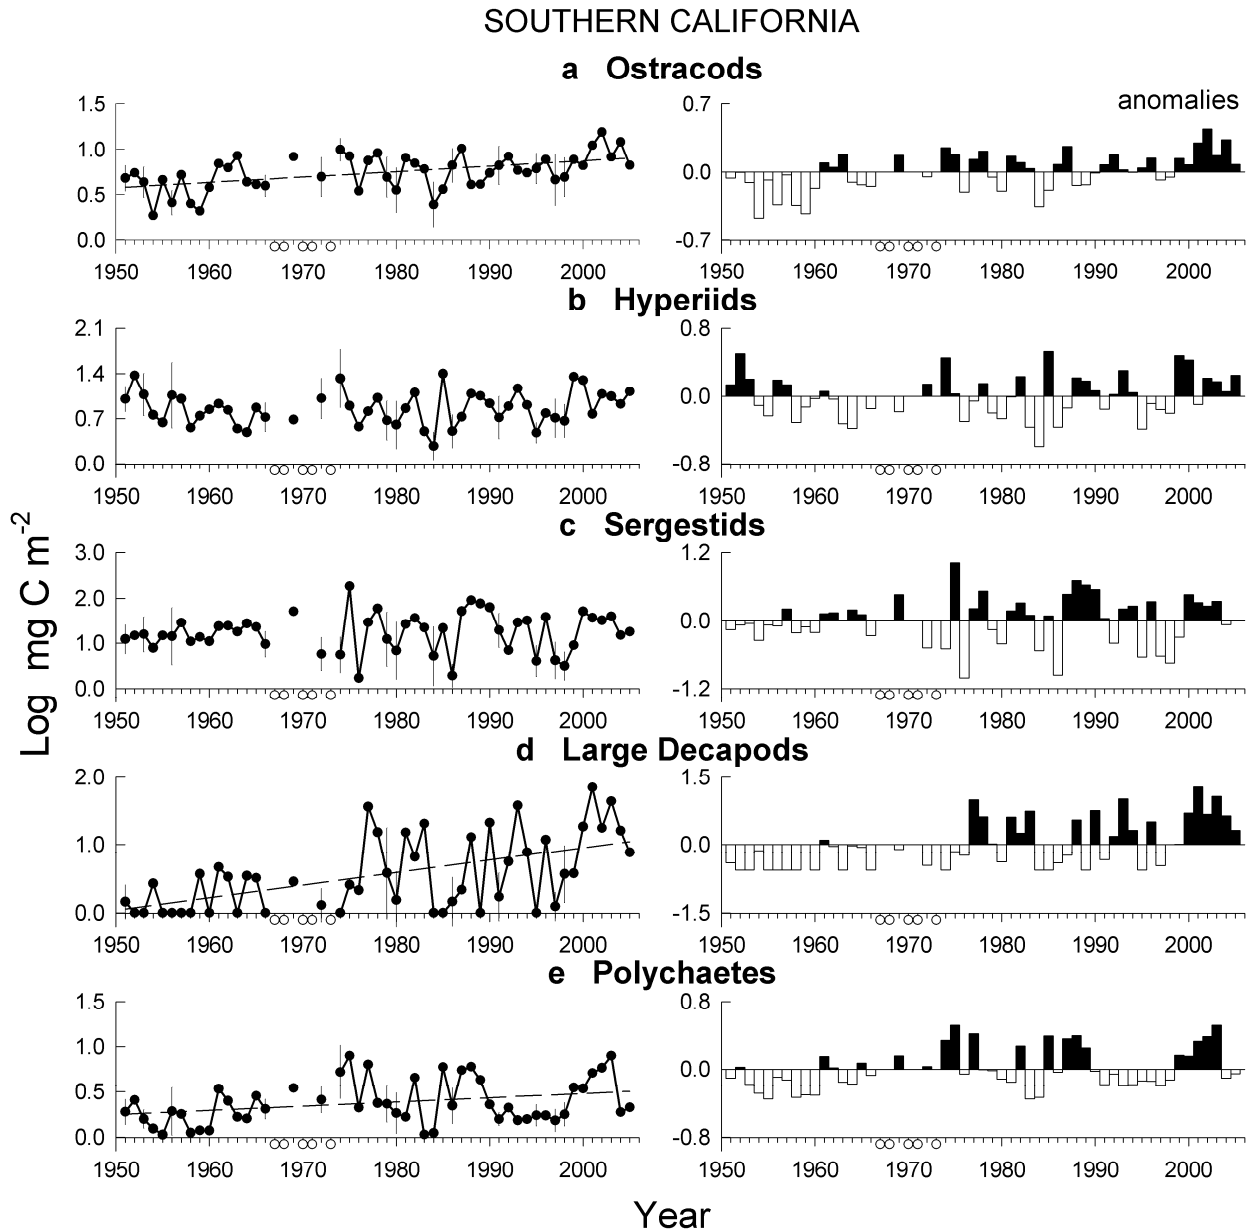 SOUTHERN CALIFORNIA
a Ostracods
anomalies
1.5
1.0
0.5
0.0
1950 1960 1970 1980 1990 2000
0.7
0.0
-0.7
1950 1960 1970 1980 1990 2000
b Hyperiids
2.1
1.4
0.7
0.0
1950 1960 1970 1980 1990 2000
0.8
0.0
-0.8
1950 1960 1970 1980 1990 2000
c Sergestids
3.0
2.0
1.0
0.0
1950 1960 1970 1980 1990 2000
1.2
0.0
-1.2
1950 1960 1970 1980 1990 2000
Log mg C m⁻²
d Large Decapods
2.0
1.0
0.0
1950 1960 1970 1980 1990 2000
1.5
0.0
-1.5
1950 1960 1970 1980 1990 2000
e Polychaetes
1.5
1.0
0.5
0.0
1950 1960 1970 1980 1990 2000
0.8
0.0
-0.8
1950 1960 1970 1980 1990 2000
Year